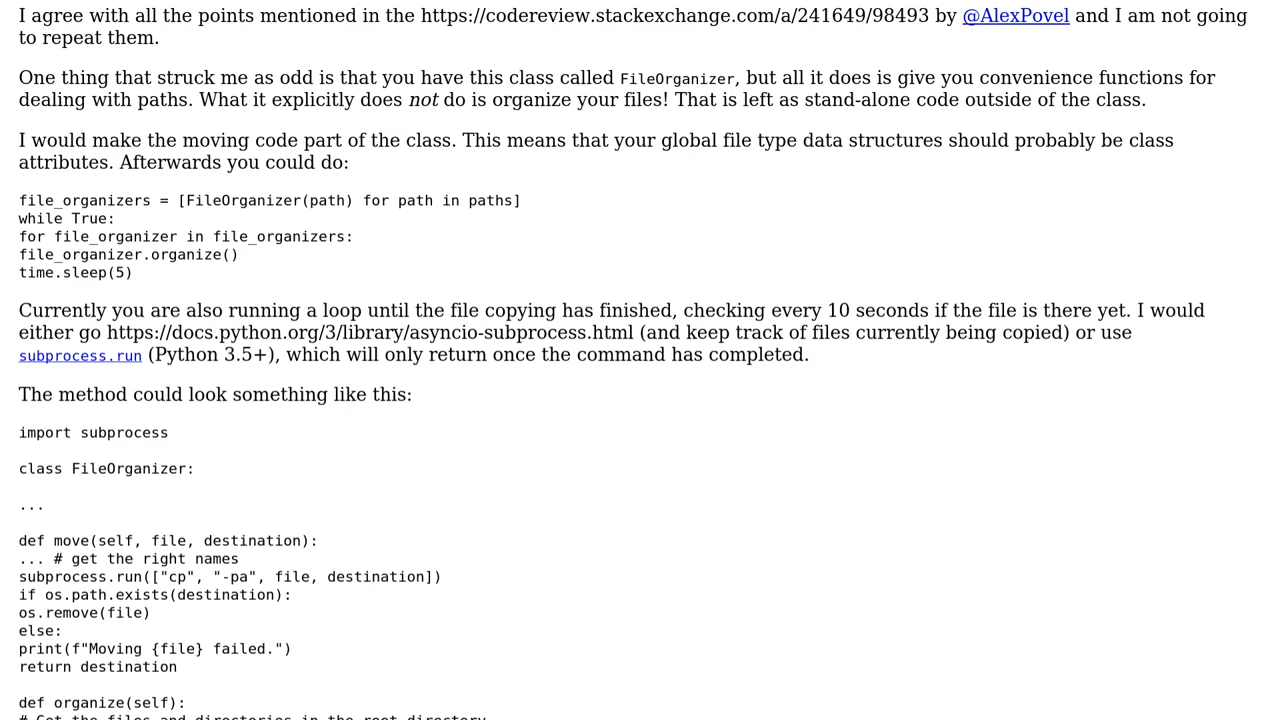 I agree with all the points mentioned in the https://codereview.stackexchange.com/a/241649/98493 by @AlexPovel and I am not going
to repeat them.
One thing that struck me as odd is that you have this class called FileOrganizer, but all it does is give you convenience functions for
dealing with paths. What it explicitly does not do is organize your files! That is left as stand-alone code outside of the class.
I would make the moving code part of the class. This means that your global file type data structures should probably be class
attributes. Afterwards you could do:
file_organizers = [FileOrganizer(path) for path in paths]
while True:
for file_organizer in file_organizers:
file_organizer.organize()
time.sleep(5)
Currently you are also running a loop until the file copying has finished, checking every 10 seconds if the file is there yet. I would
either go https://docs.python.org/3/library/asyncio-subprocess.html (and keep track of files currently being copied) or use
subprocess.run (Python 3.5+), which will only return once the command has completed.
The method could look something like this:
import subprocess
class FileOrganizer:
...
def move(self, file, destination):
... # get the right names
subprocess.run(["cp", "-pa", file, destination])
if os.path.exists(destination):
os.remove(file)
else:
print(f"Moving {file} failed.")
return destination
def organize(self):
# Get the files and directories in the root directory